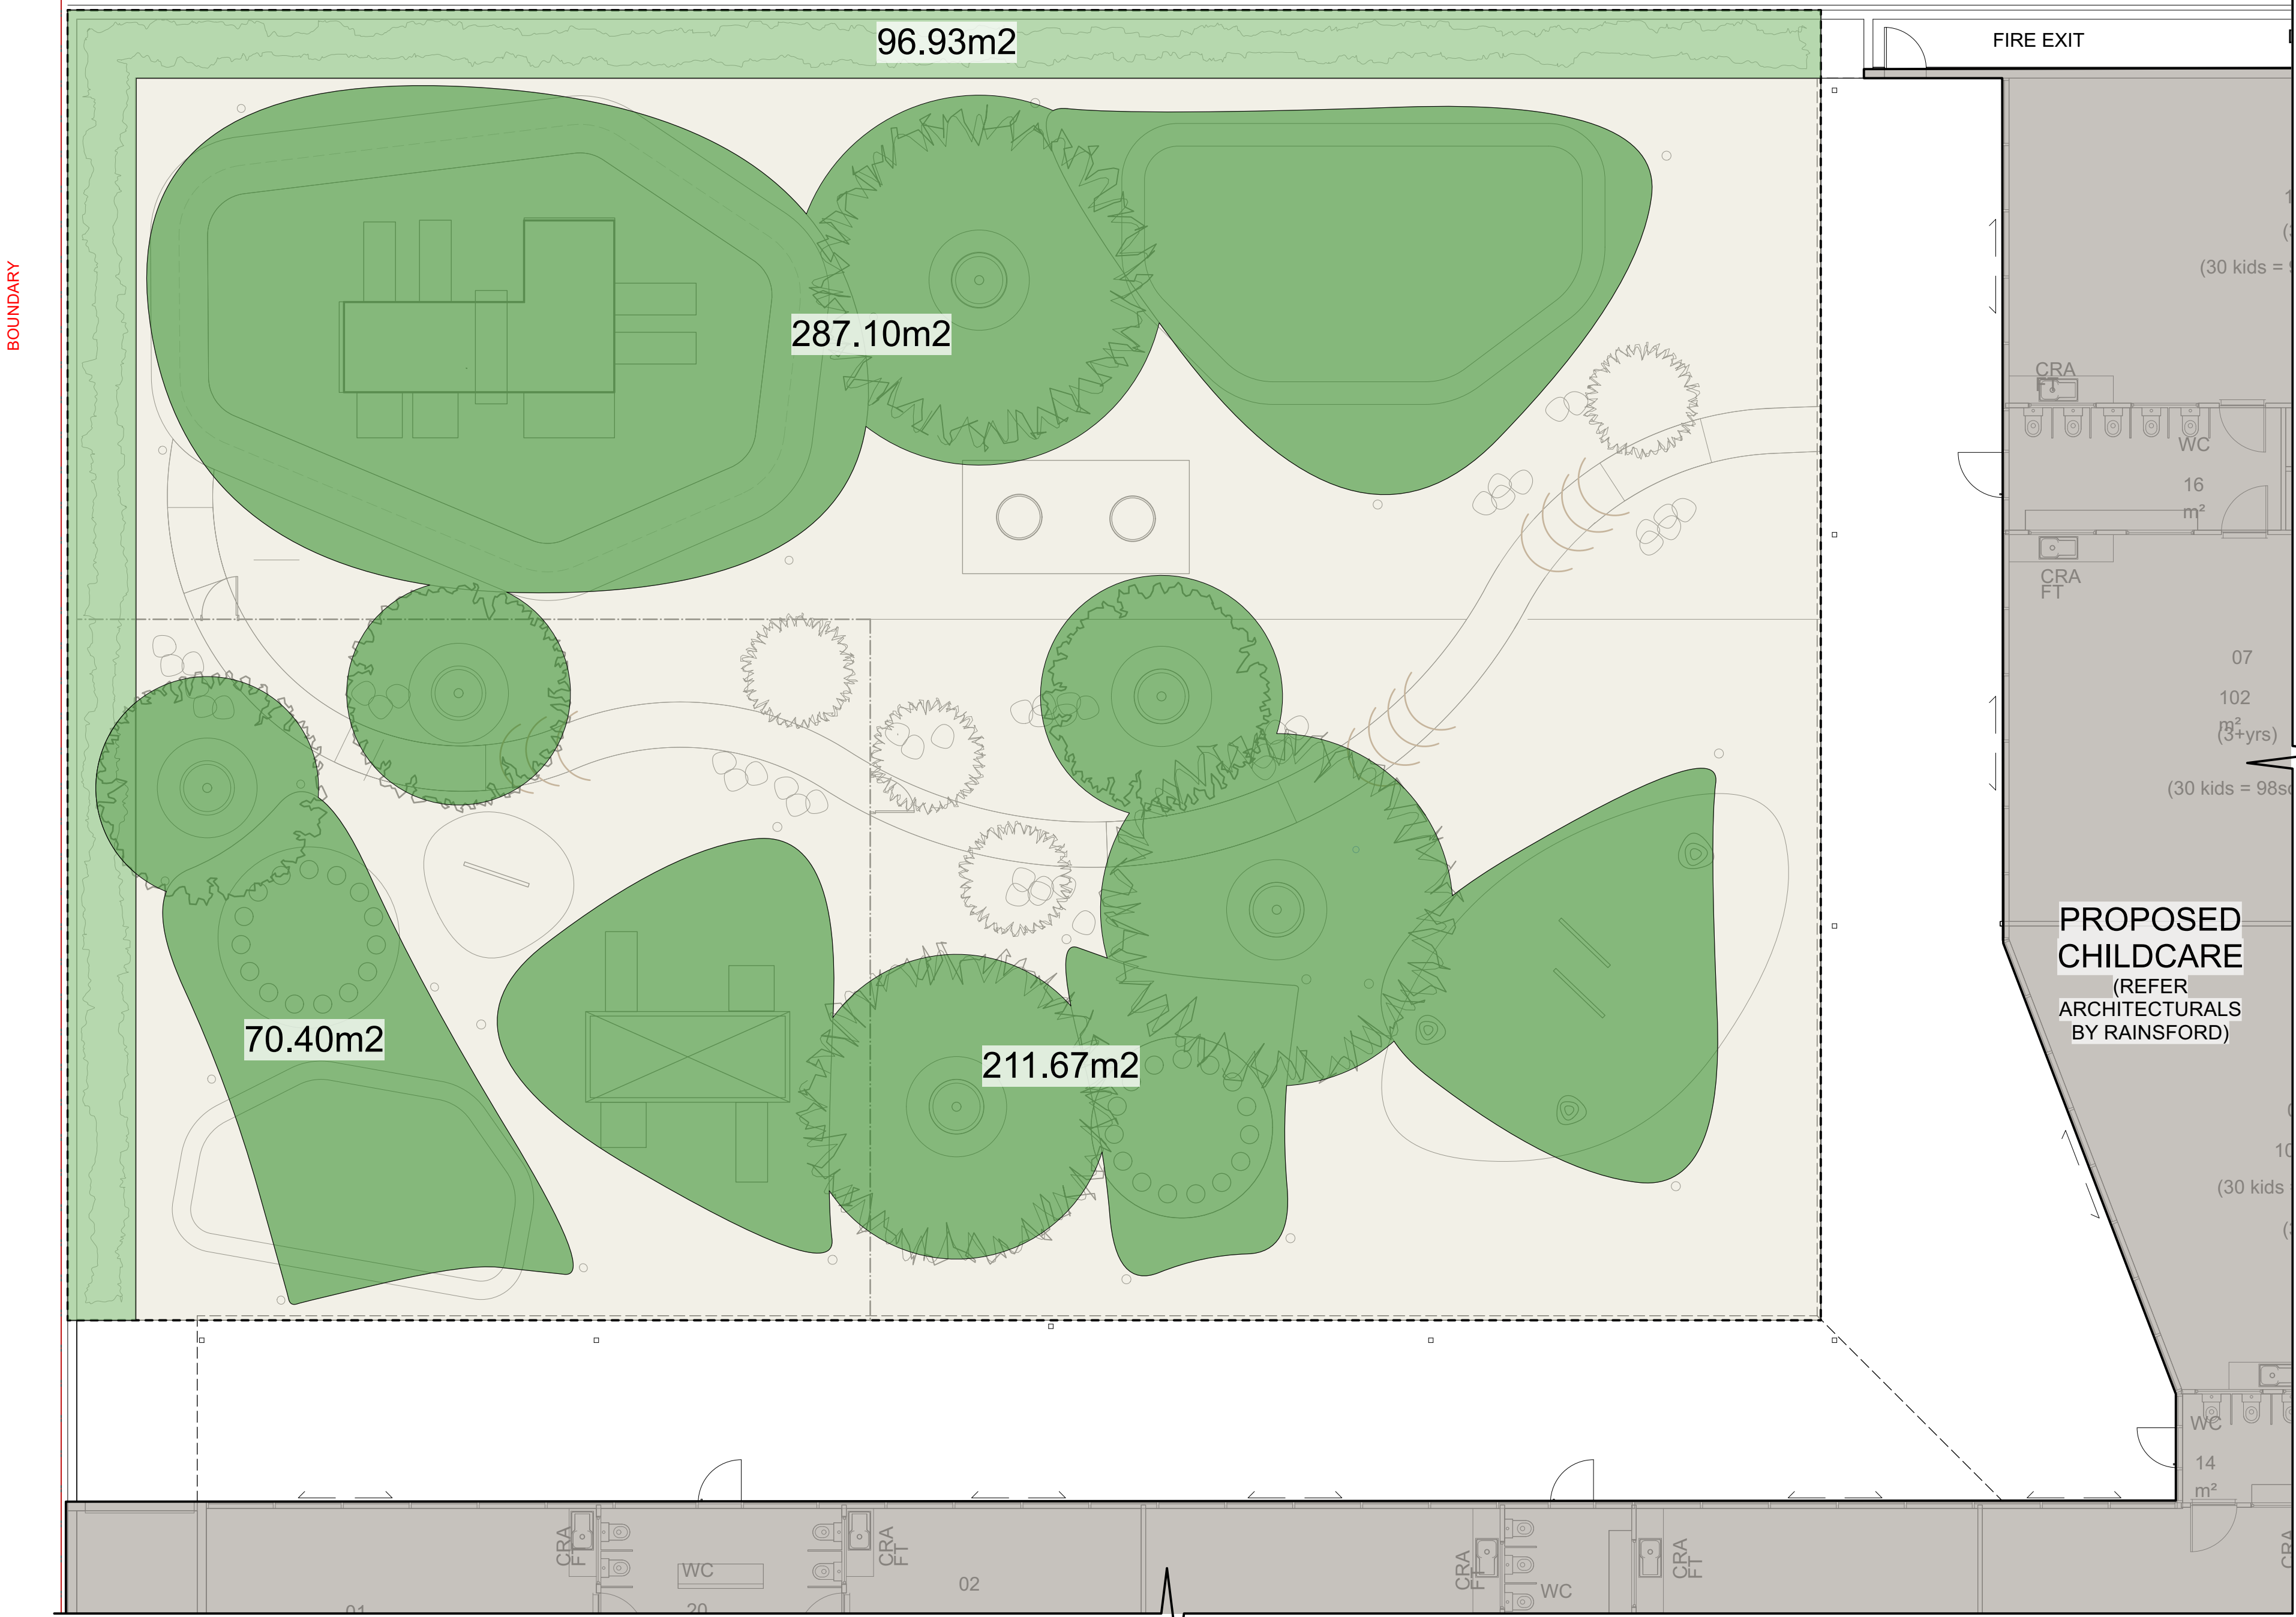 96.93m2
FIRE EXIT
BOUNDARY
(30 kids =
287.10m2
CRA
FT
WC
16
m²
CRA
FT
07
102
m²
(3+yrs)
(30 kids = 98s
PROPOSED
CHILDCARE
(REFER
ARCHITECTURALS
BY RAINSFORD)
70.40m2
211.67m2
10
(30 kids
WC
14
m²
CRA
FT
WC
20
CRA
FT
02
CRA
FT
WC
CRA
FT
CRA
01